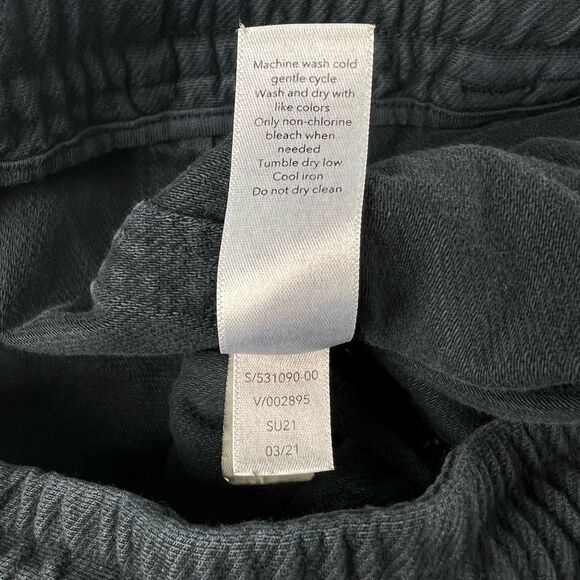 Machine wash cold
gentle cycle
Wash and dry with
like colors
Only non-chlorine
bleach when
needed
Tumble dry low
Cool iron
Do not dry clean
S/531090-00
V/002895
SU21
03/21